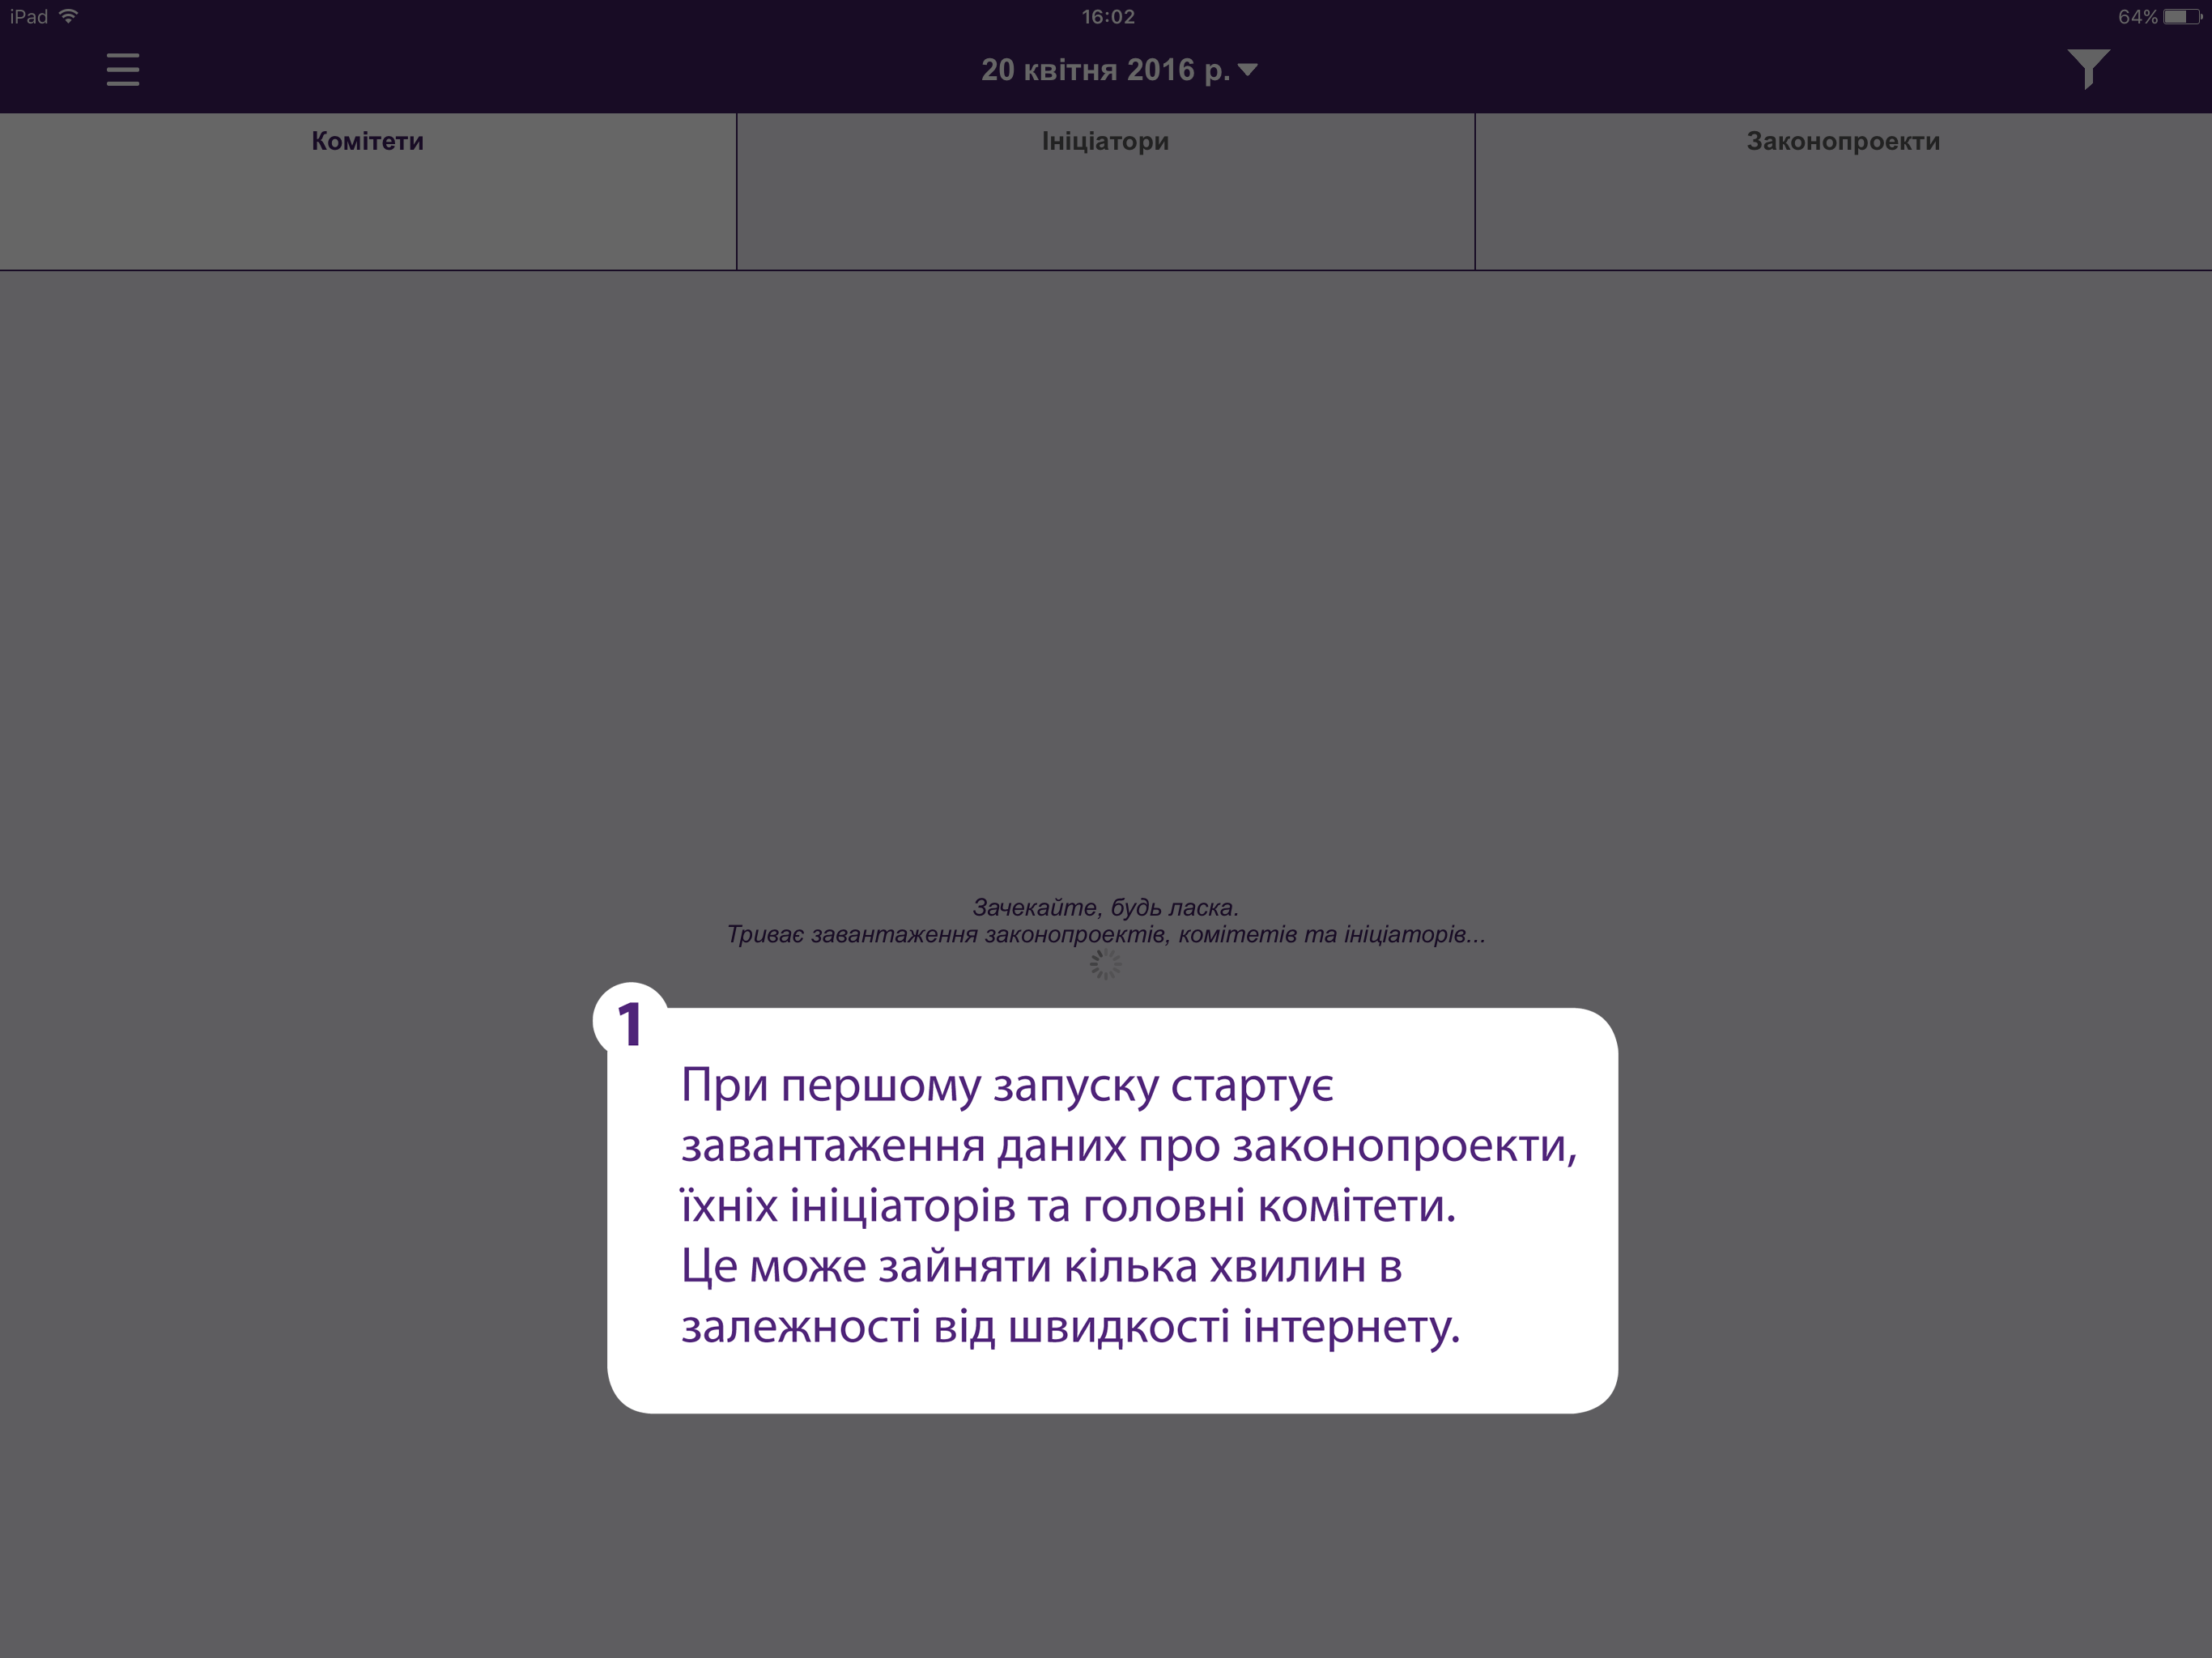 iPad 16:02 64%
20 квітня 2016 р.
Комітети Ініціатори Законопроекти
Зачекайте, будь ласка.
Триває завантаження законопроектів, комітетів та ініціаторів...
1
При першому запуску стартує
завантаження даних про законопроекти,
їхніх ініціаторів та головні комітети.
Це може зайняти кілька хвилин в
залежності від швидкості інтернету.